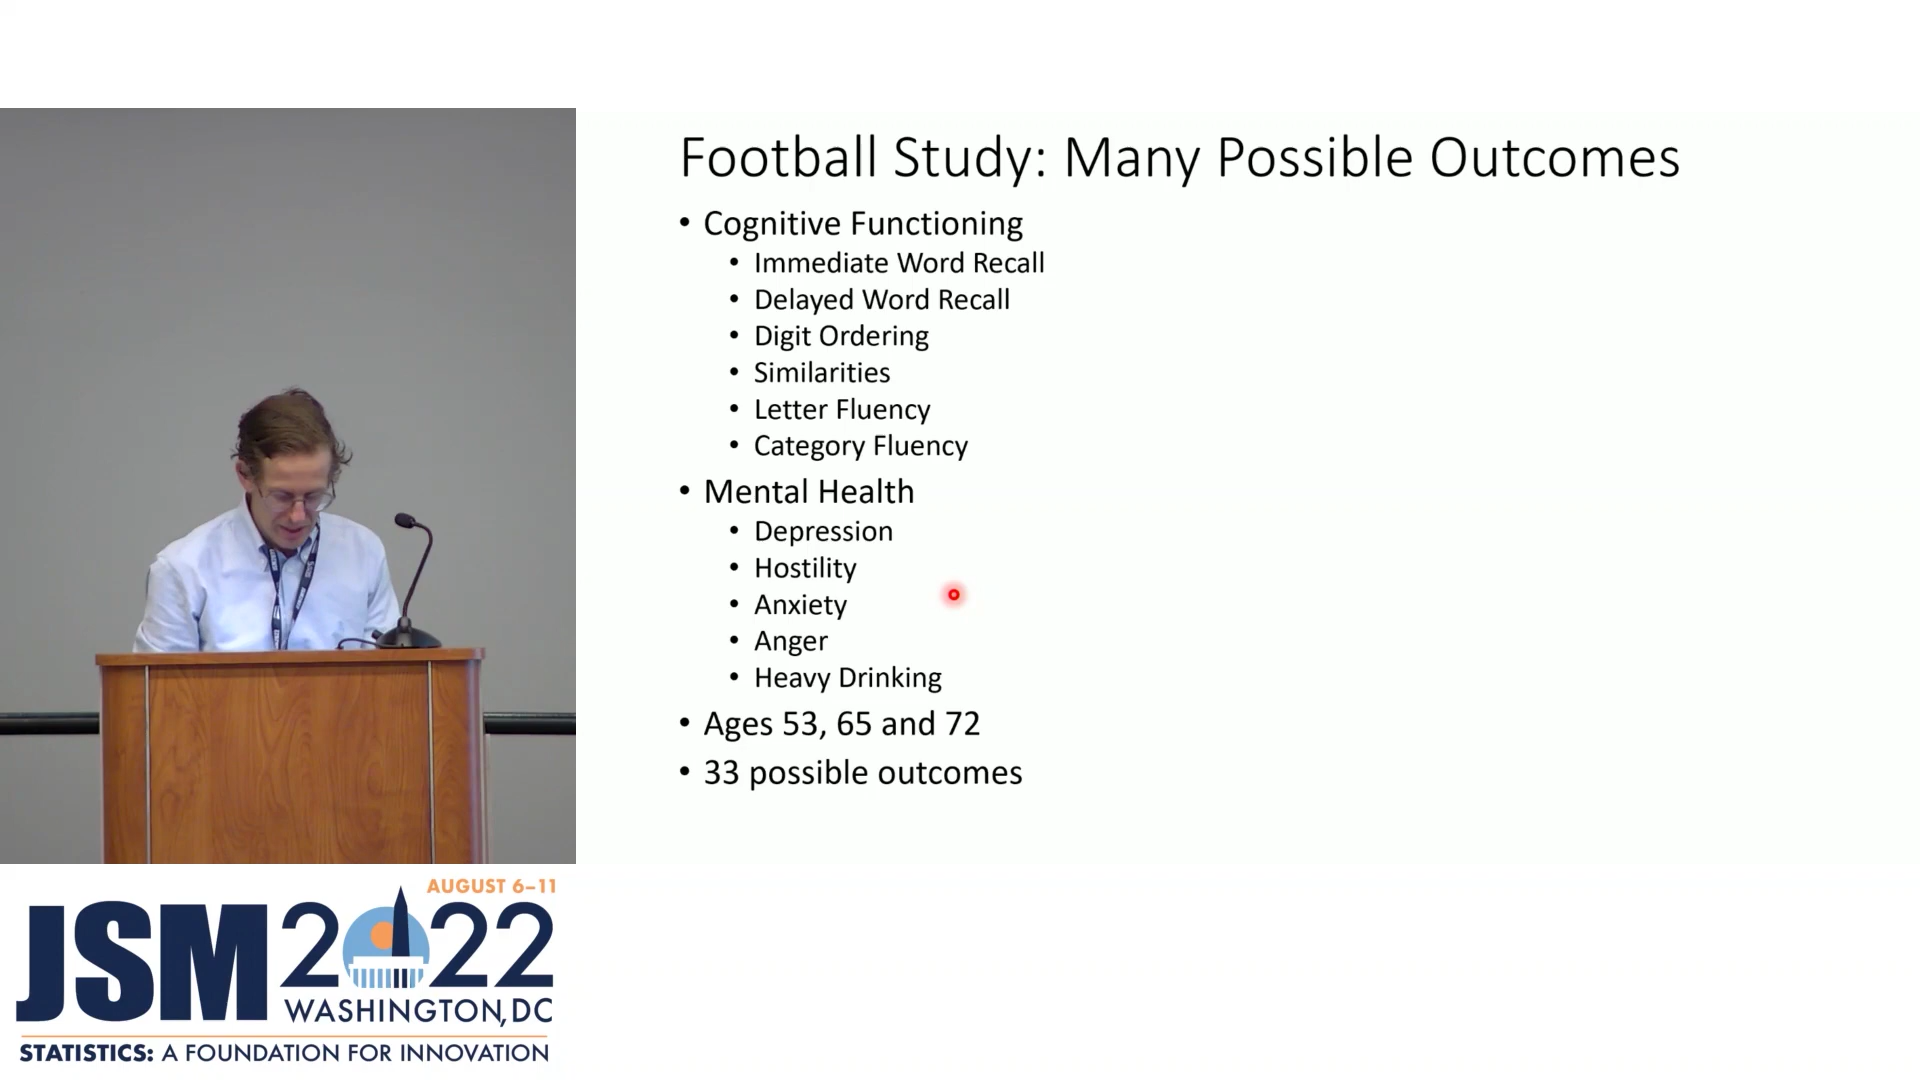 Football Study: Many Possible Outcomes
• Cognitive Functioning
• Immediate Word Recall
• Delayed Word Recall
• Digit Ordering
• Similarities
• Letter Fluency
• Category Fluency
• Mental Health
• Depression
• Hostility
• Anxiety
• Anger
• Heavy Drinking
• Ages 53, 65 and 72
• 33 possible outcomes
AUGUST 6–11
JSM 2022
WASHINGTON, DC
STATISTICS: A FOUNDATION FOR INNOVATION